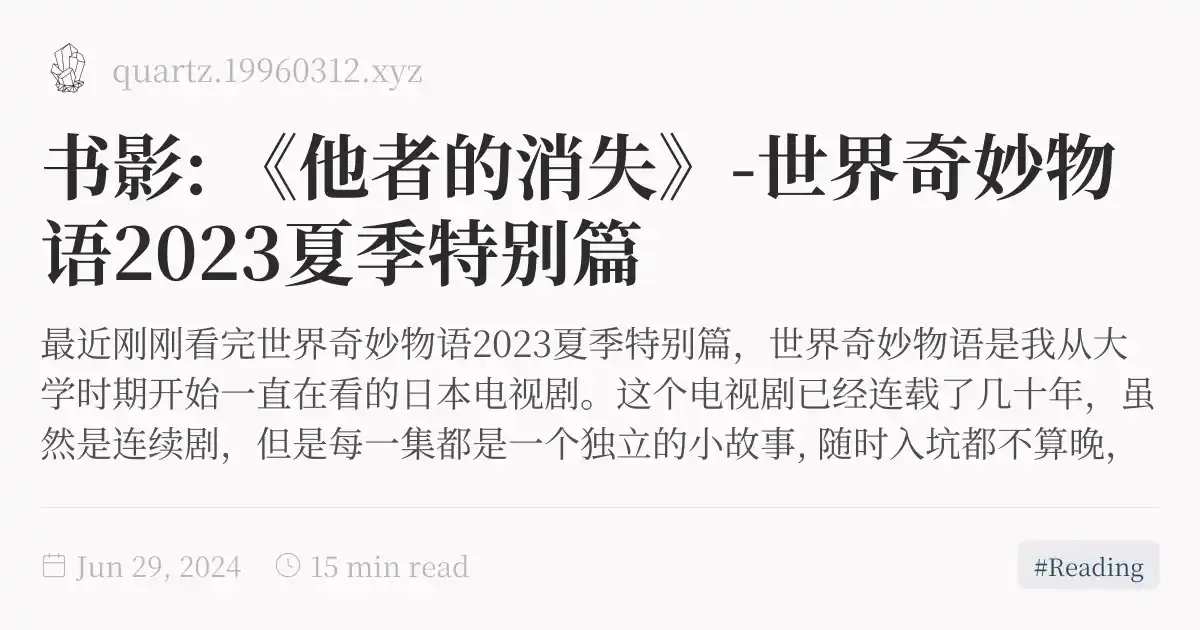 quartz.19960312.xyz
书影：《他者的消失》-世界奇妙物
语2023夏季特别篇
最近刚刚看完世界奇妙物语2023夏季特别篇，世界奇妙物语是我从大
学时期开始一直在看的日本电视剧。这个电视剧已经连载了几十年，虽
然是连续剧，但是每一集都是一个独立的小故事, 随时入坑都不算晚，
Jun 29, 2024 15 min read #Reading